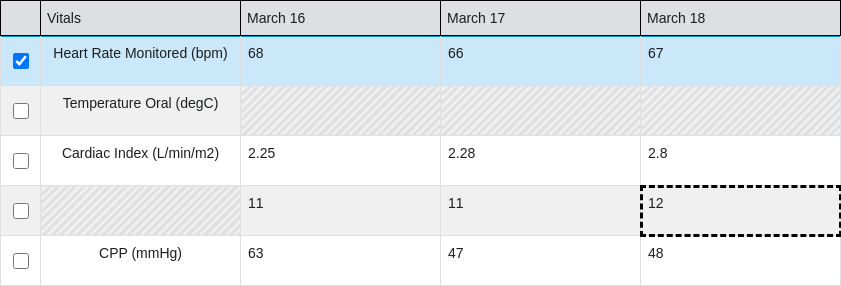 Vitals March 16 March 17 March 18
Heart Rate Monitored (bpm) 68 66 67
Temperature Oral (degC)
Cardiac Index (L/min/m2) 2.25 2.28 2.8
11 11 12
CPP (mmHg) 63 47 48